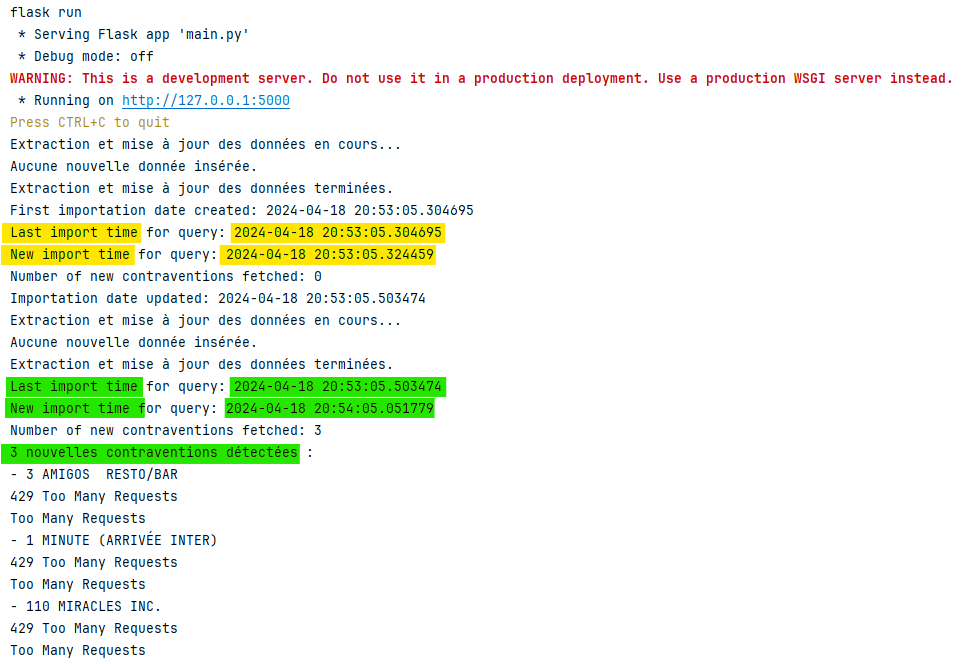 flask run
* Serving Flask app 'main.py'
* Debug mode: off
WARNING: This is a development server. Do not use it in a production deployment. Use a production WSGI server instead.
* Running on http://127.0.0.1:5000
Press CTRL+C to quit
Extraction et mise à jour des données en cours...
Aucune nouvelle donnée insérée.
Extraction et mise à jour des données terminées.
First importation date created: 2024-04-18 20:53:05.304695
Last import time for query: 2024-04-18 20:53:05.304695
New import time for query: 2024-04-18 20:53:05.324459
Number of new contraventions fetched: 0
Importation date updated: 2024-04-18 20:53:05.503474
Extraction et mise à jour des données en cours...
Aucune nouvelle donnée insérée.
Extraction et mise à jour des données terminées.
Last import time for query: 2024-04-18 20:53:05.503474
New import time for query: 2024-04-18 20:54:05.051779
Number of new contraventions fetched: 3
3 nouvelles contraventions détectées :
- 3 AMIGOS  RESTO/BAR
429 Too Many Requests
Too Many Requests
- 1 MINUTE (ARRIVÉE INTER)
429 Too Many Requests
Too Many Requests
- 110 MIRACLES INC.
429 Too Many Requests
Too Many Requests